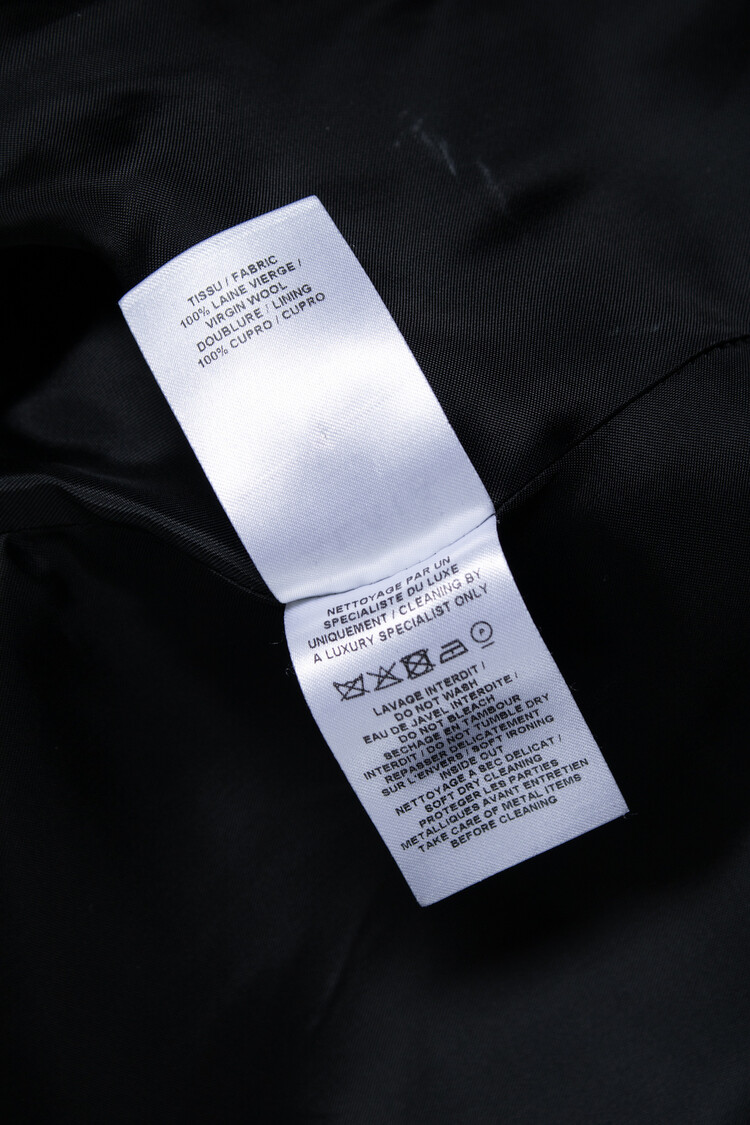 TISSU / FABRIC
100% LAINE VIERGE /
VIRGIN WOOL
DOUBLURE / LINING
100% CUPRO / CUPRO
NETTOYAGE PAR UN
SPECIALISTE DU LUXE
UNIQUEMENT / CLEANING BY
A LUXURY SPECIALIST ONLY
P
LAVAGE INTERDIT /
DO NOT WASH
EAU DE JAVEL INTERDITE /
DO NOT BLEACH
SECHAGE EN TAMBOUR
INTERDIT / DO NOT TUMBLE DRY
REPASSER DELICATEMENT
SUR L'ENVERS / SOFT IRONING
INSIDE OUT
NETTOYAGE A SEC DELICAT /
SOFT DRY CLEANING
PROTEGER LES PARTIES
METALLIQUES AVANT ENTRETIEN
TAKE CARE OF METAL ITEMS
BEFORE CLEANING